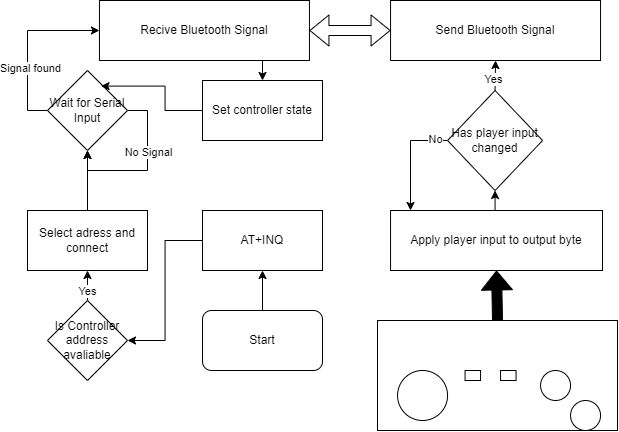 Recive Bluetooth Signal
Send Bluetooth Signal
Signal found
Yes
Wait for Serial
Input
Set controller state
No
Has player input
changed
No Signal
Select adress and
connect
AT+INQ
Apply player input to output byte
Yes
Is Controller
address
avaliable
Start